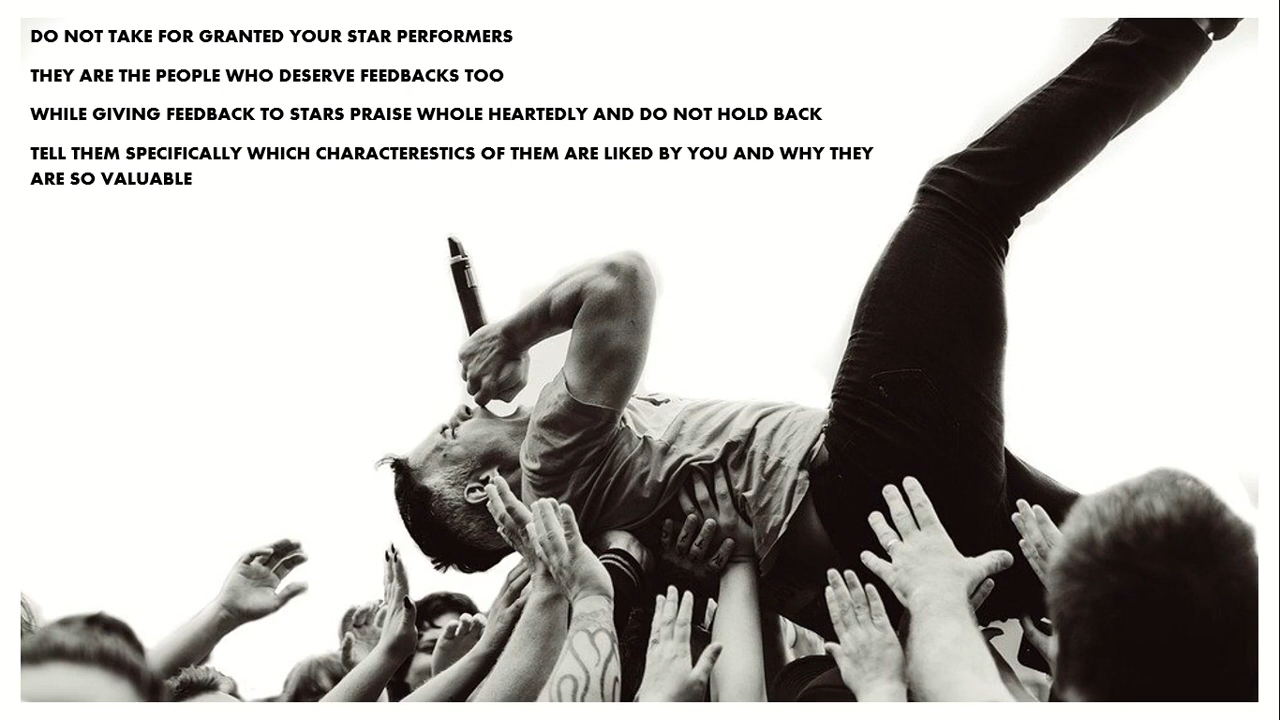 DO NOT TAKE FOR GRANTED YOUR STAR PERFORMERS
THEY ARE THE PEOPLE WHO DESERVE FEEDBACKS TOO
WHILE GIVING FEEDBACK TO STARS PRAISE WHOLE HEARTEDLY AND DO NOT HOLD BACK
TELL THEM SPECIFICALLY WHICH CHARACTERESTICS OF THEM ARE LIKED BY YOU AND WHY THEY
ARE SO VALUABLE